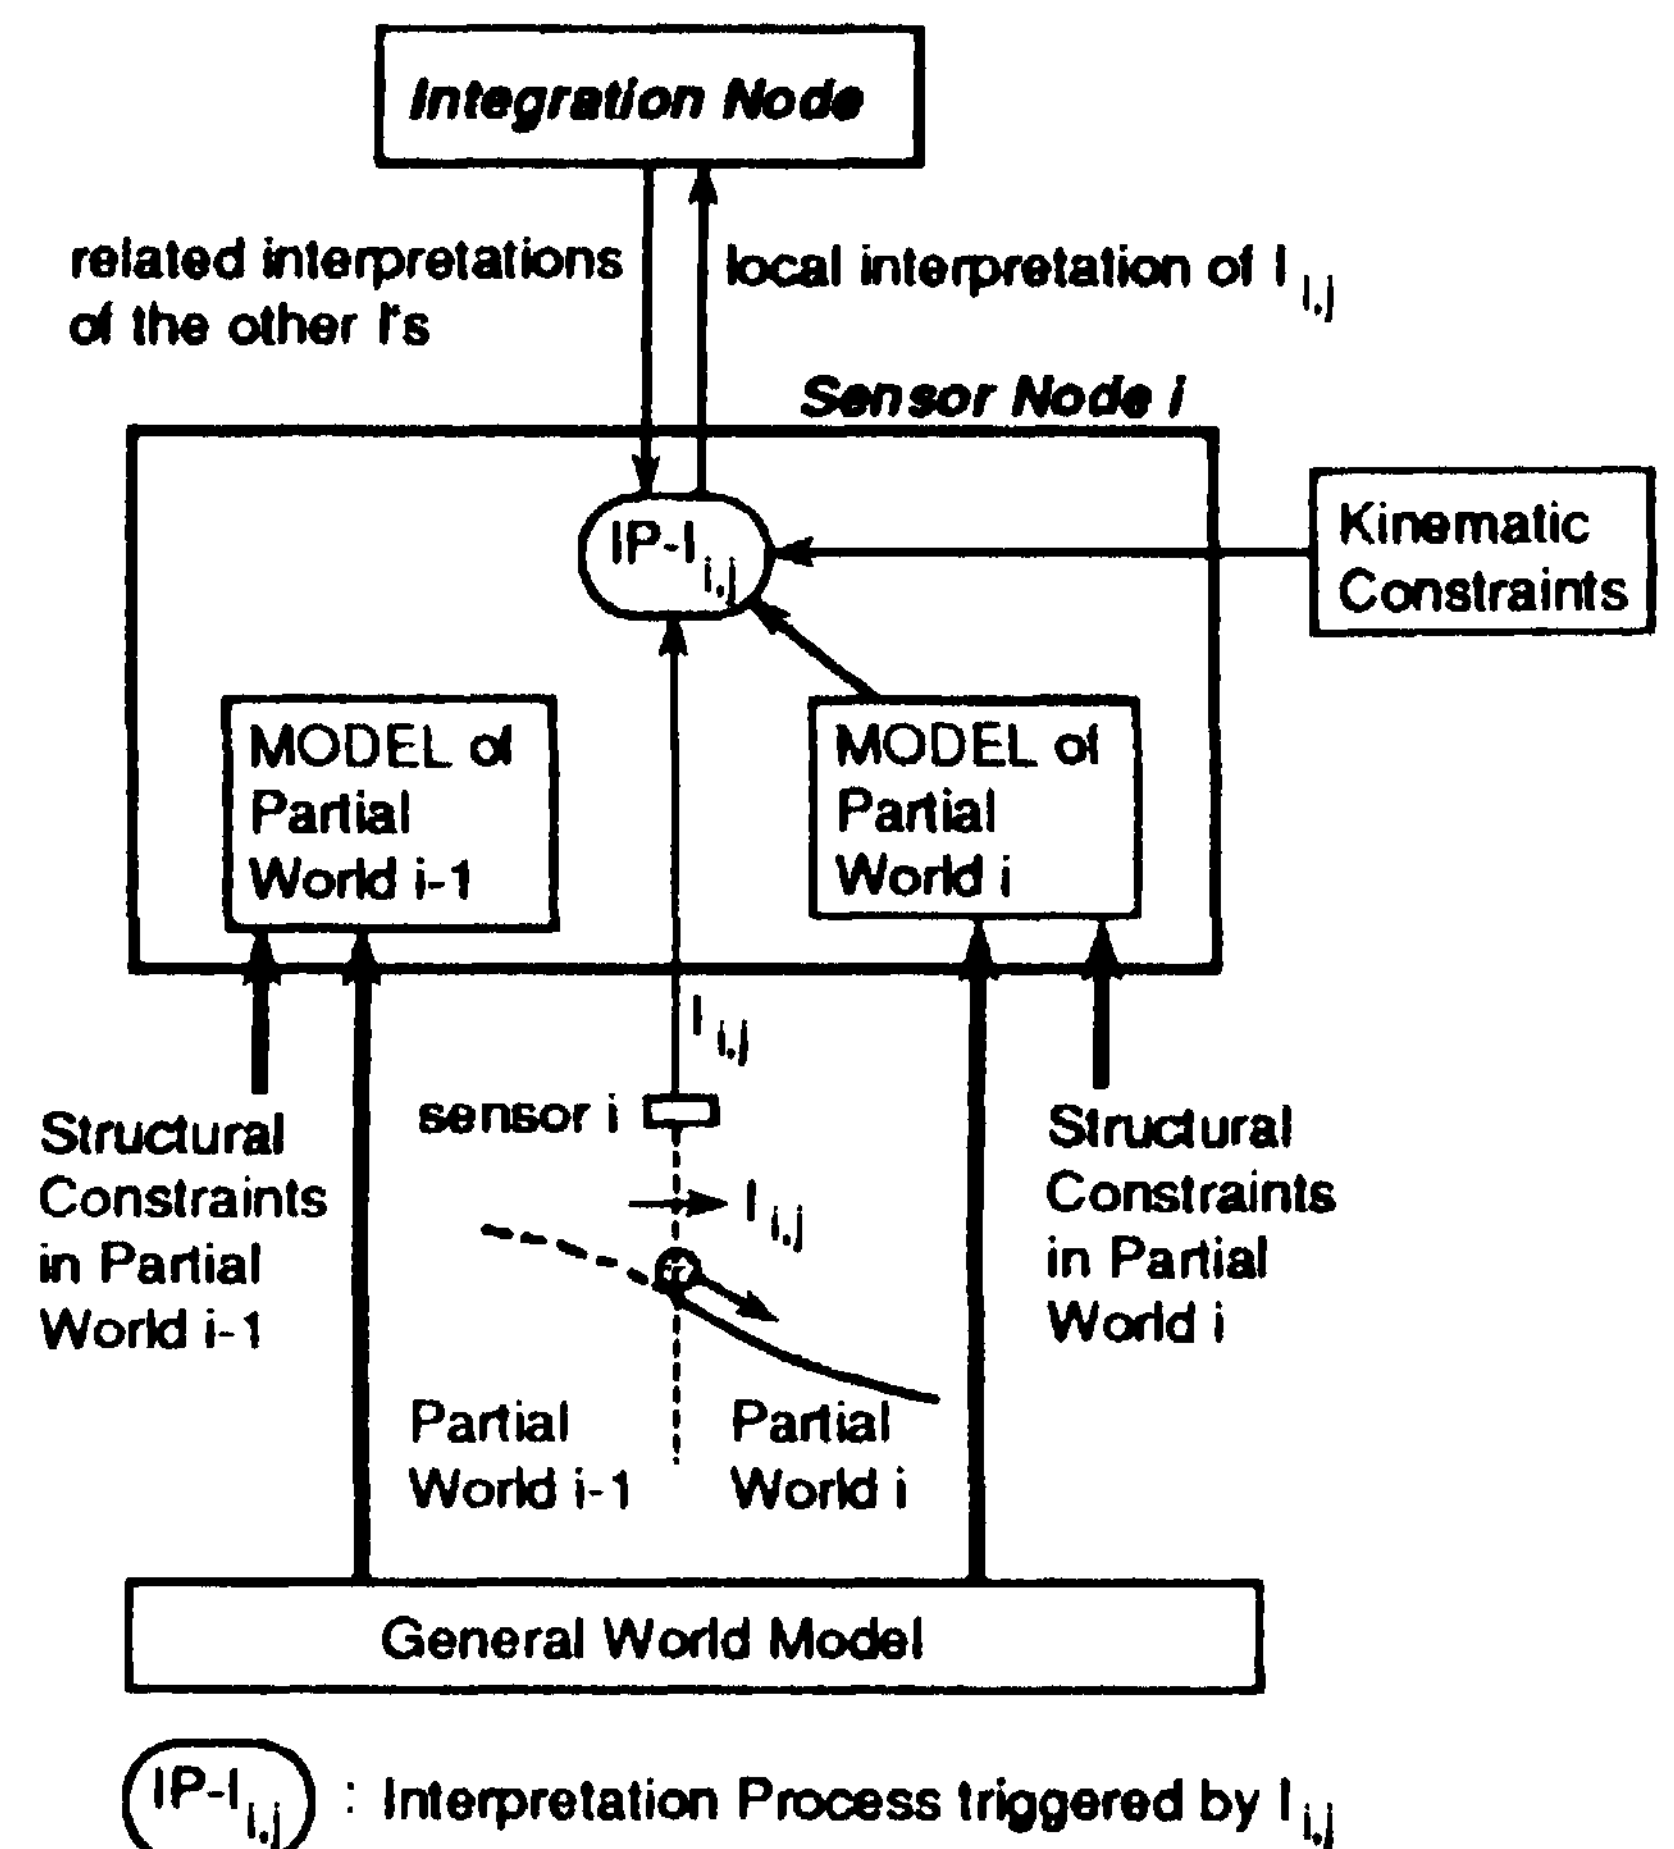 Integration Node
related interpretations
of the other I's
local interpretation of I i,j
Sensor Node i
IP-I i,j
Kinematic
Constraints
MODEL of
Partial
World i-1
MODEL of
Partial
World i
I i,j
sensor i
Structural
Constraints
in Partial
World i-1
I i,j
Structural
Constraints
in Partial
World i
Partial
World i-1
Partial
World i
General World Model
IP-I i,j : Interpretation Process triggered by I i,j